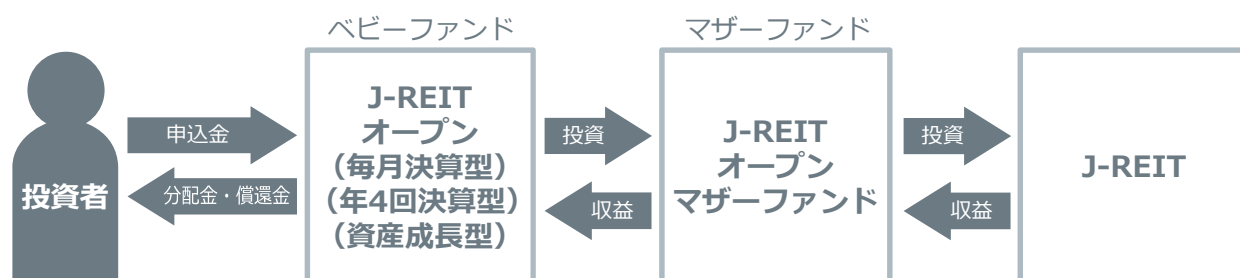 ベビーファンド
マザーファンド
投資者
申込金
分配金・償還金
J-REIT
オープン
（毎月決算型）
（年4回決算型）
（資産成長型）
投資
収益
J-REIT
オープン
マザーファンド
投資
収益
J-REIT